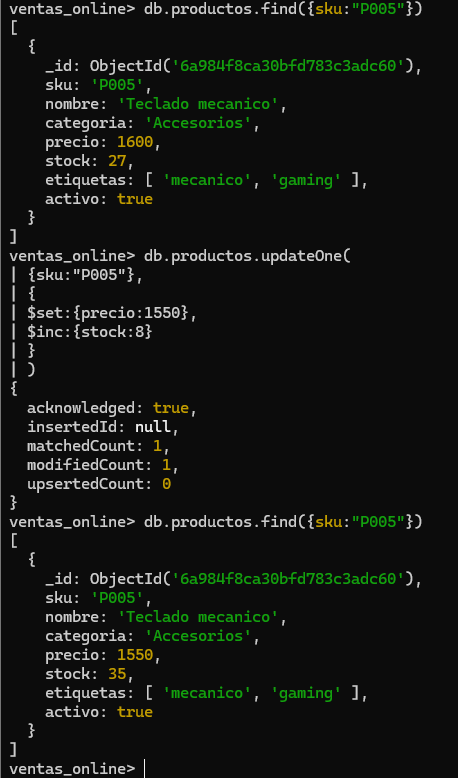 ventas_online> db.productos.find({sku:"P005"})
[
  {
    _id: ObjectId('6a984f8ca30bfd783c3adc60'),
    sku: 'P005',
    nombre: 'Teclado mecanico',
    categoria: 'Accesorios',
    precio: 1600,
    stock: 27,
    etiquetas: [ 'mecanico', 'gaming' ],
    activo: true
  }
]
ventas_online> db.productos.updateOne(
| {sku:"P005"},
| {
| $set:{precio:1550},
| $inc:{stock:8}
| }
| )
{
  acknowledged: true,
  insertedId: null,
  matchedCount: 1,
  modifiedCount: 1,
  upsertedCount: 0
}
ventas_online> db.productos.find({sku:"P005"})
[
  {
    _id: ObjectId('6a984f8ca30bfd783c3adc60'),
    sku: 'P005',
    nombre: 'Teclado mecanico',
    categoria: 'Accesorios',
    precio: 1550,
    stock: 35,
    etiquetas: [ 'mecanico', 'gaming' ],
    activo: true
  }
]
ventas_online>